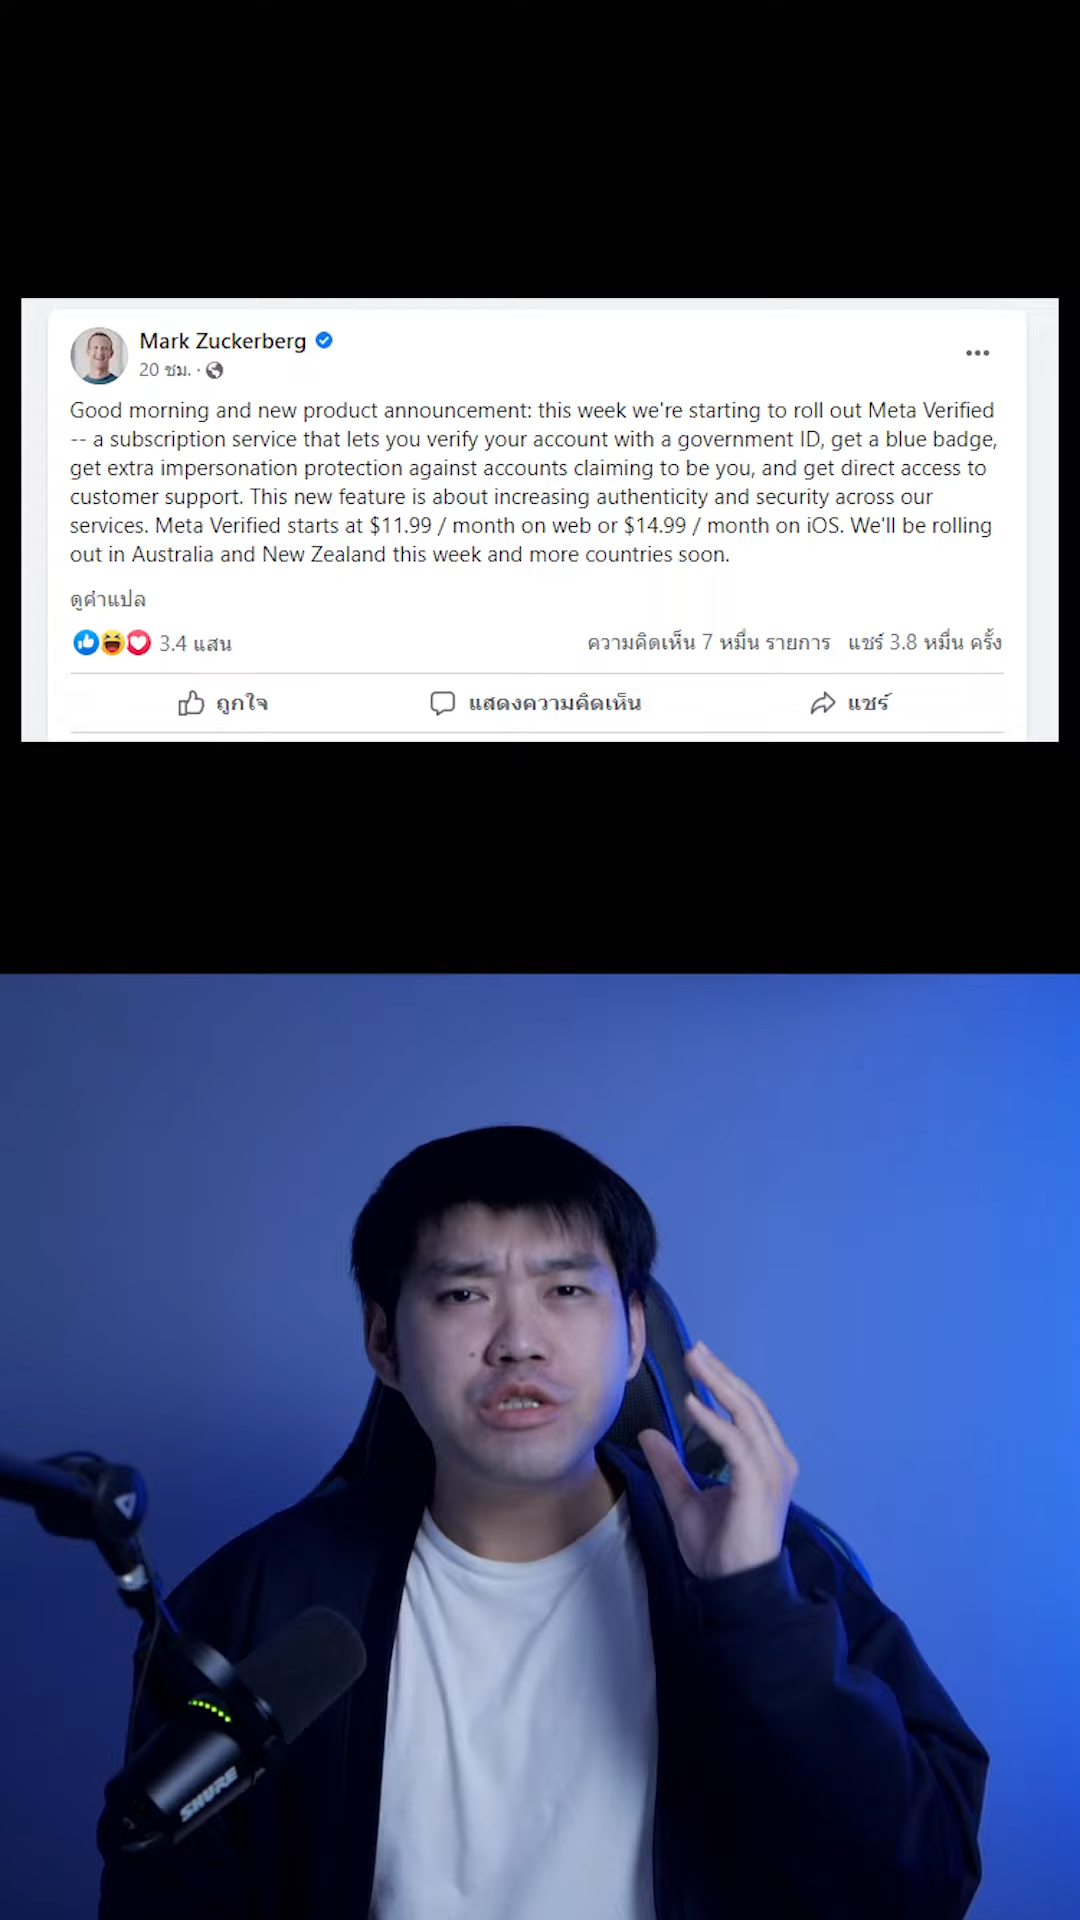 Mark Zuckerberg
20 ชม. ·
Good morning and new product announcement: this week we're starting to roll out Meta Verified
-- a subscription service that lets you verify your account with a government ID, get a blue badge,
get extra impersonation protection against accounts claiming to be you, and get direct access to
customer support. This new feature is about increasing authenticity and security across our
services. Meta Verified starts at $11.99 / month on web or $14.99 / month on iOS. We'll be rolling
out in Australia and New Zealand this week and more countries soon.
ดูคำแปล
3.4 แสน ความคิดเห็น 7 หมื่น รายการ แชร์ 3.8 หมื่น ครั้ง
ถูกใจ แสดงความคิดเห็น แชร์
SHURE